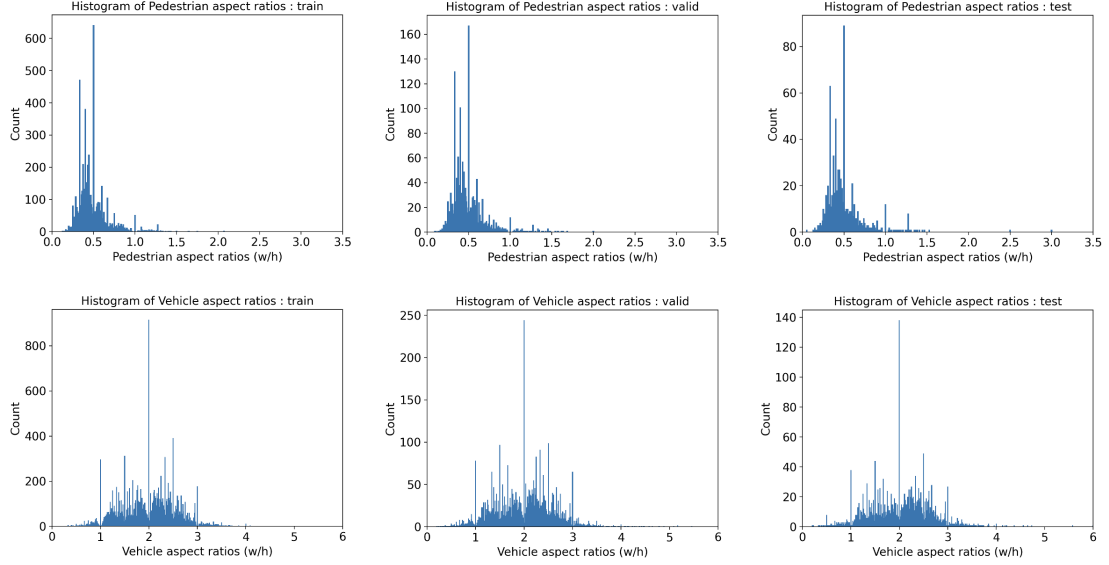 Histogram of Pedestrian aspect ratios : train
600
500
400
300
200
100
0
Count
0.0 0.5 1.0 1.5 2.0 2.5 3.0 3.5
Pedestrian aspect ratios (w/h)
Histogram of Pedestrian aspect ratios : valid
160
140
120
100
80
60
40
20
0
Count
0.0 0.5 1.0 1.5 2.0 2.5 3.0 3.5
Pedestrian aspect ratios (w/h)
Histogram of Pedestrian aspect ratios : test
80
60
40
20
0
Count
0.0 0.5 1.0 1.5 2.0 2.5 3.0 3.5
Pedestrian aspect ratios (w/h)
Histogram of Vehicle aspect ratios : train
800
600
400
200
0
Count
0 1 2 3 4 5 6
Vehicle aspect ratios (w/h)
Histogram of Vehicle aspect ratios : valid
250
200
150
100
50
0
Count
0 1 2 3 4 5 6
Vehicle aspect ratios (w/h)
Histogram of Vehicle aspect ratios : test
140
120
100
80
60
40
20
0
Count
0 1 2 3 4 5 6
Vehicle aspect ratios (w/h)